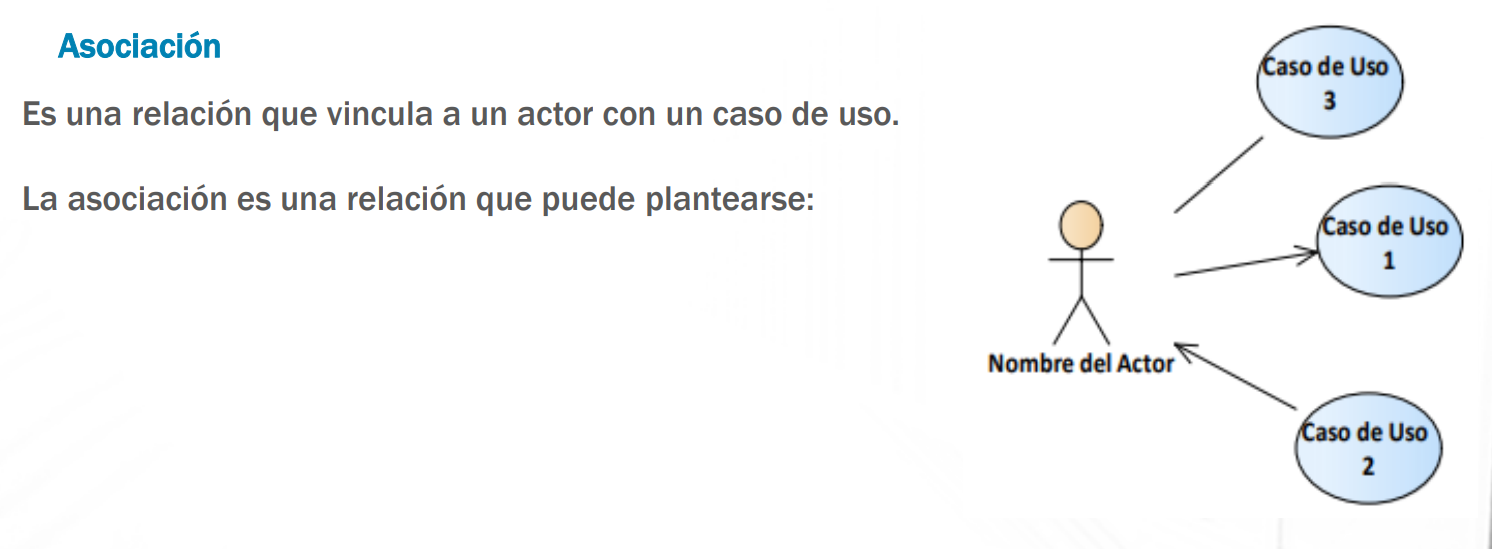 Asociación
Es una relación que vincula a un actor con un caso de uso.
La asociación es una relación que puede plantearse:
Caso de Uso
3
Caso de Uso
1
Nombre del Actor
Caso de Uso
2